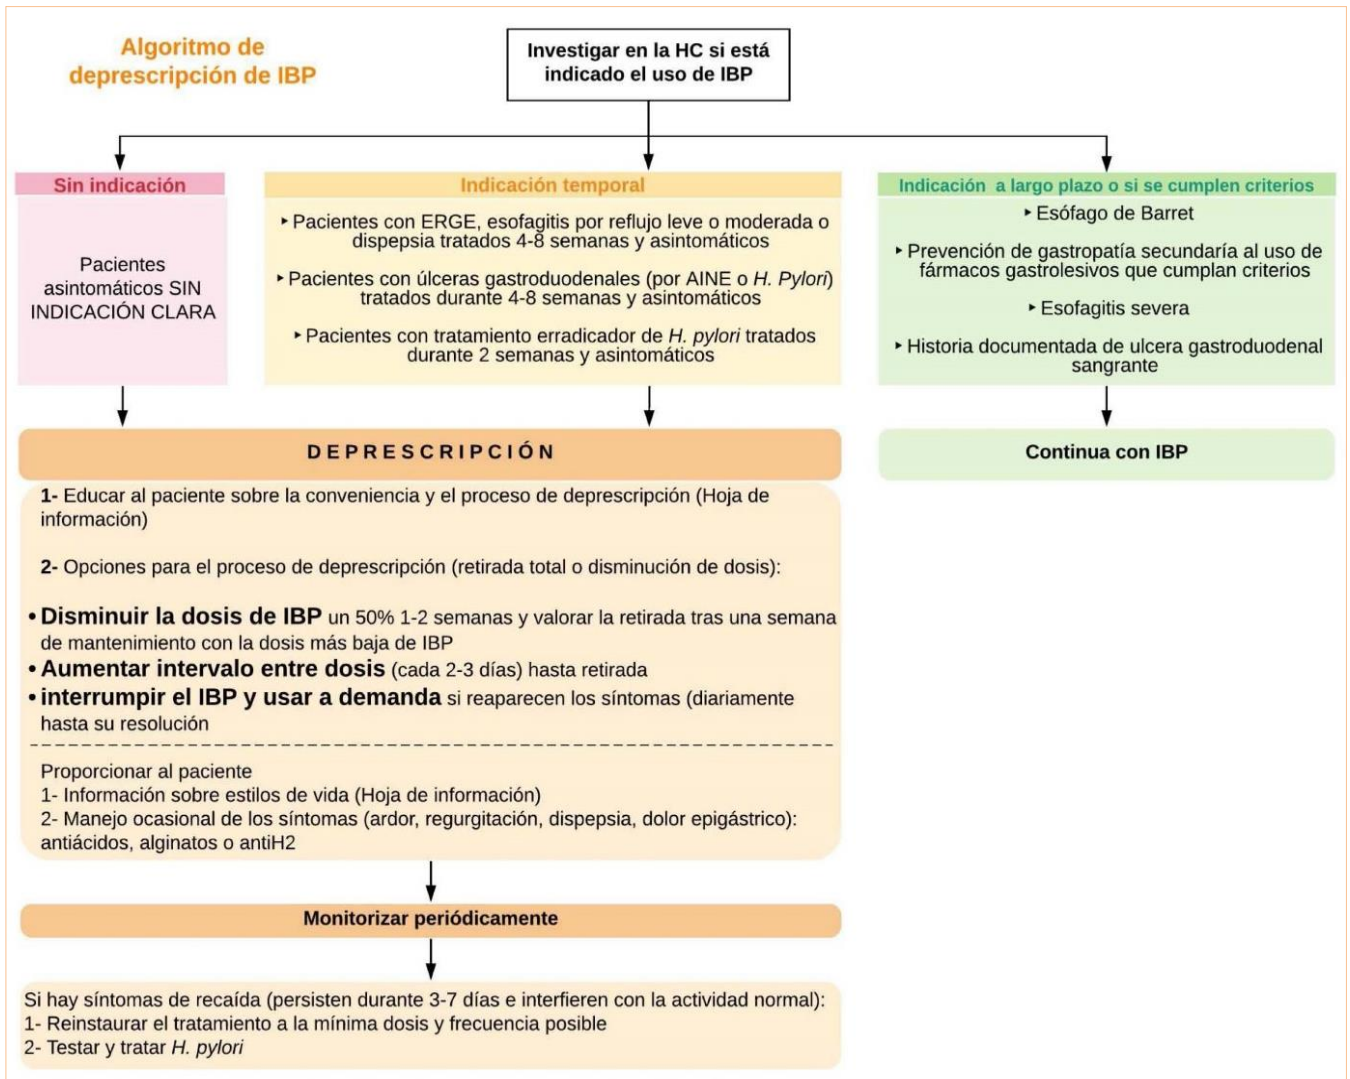 Algoritmo de
deprescripción de IBP
Investigar en la HC si está
indicado el uso de IBP
Sin indicación
Pacientes
asintomáticos SIN
INDICACIÓN CLARA
Indicación temporal
‣ Pacientes con ERGE, esofagitis por reflujo leve o moderada o
dispepsia tratados 4-8 semanas y asintomáticos
‣ Pacientes con úlceras gastroduodenales (por AINE o H. Pylori)
tratados durante 4-8 semanas y asintomáticos
‣ Pacientes con tratamiento erradicador de H. pylori tratados
durante 2 semanas y asintomáticos
Indicación a largo plazo o si se cumplen criterios
‣ Esófago de Barret
‣ Prevención de gastropatía secundaría al uso de
fármacos gastrolesivos que cumplan criterios
‣ Esofagitis severa
‣ Historia documentada de ulcera gastroduodenal
sangrante
DEPRESCRIPCIÓN
Continua con IBP
1- Educar al paciente sobre la conveniencia y el proceso de deprescripción (Hoja de
información)
2- Opciones para el proceso de deprescripción (retirada total o disminución de dosis):
• Disminuir la dosis de IBP un 50% 1-2 semanas y valorar la retirada tras una semana
de mantenimiento con la dosis más baja de IBP
• Aumentar intervalo entre dosis (cada 2-3 días) hasta retirada
• interrumpir el IBP y usar a demanda si reaparecen los síntomas (diariamente
hasta su resolución
Proporcionar al paciente
1- Información sobre estilos de vida (Hoja de información)
2- Manejo ocasional de los síntomas (ardor, regurgitación, dispepsia, dolor epigástrico):
antiácidos, alginatos o antiH2
Monitorizar periódicamente
Si hay síntomas de recaída (persisten durante 3-7 días e interfieren con la actividad normal):
1- Reinstaurar el tratamiento a la mínima dosis y frecuencia posible
2- Testar y tratar H. pylori